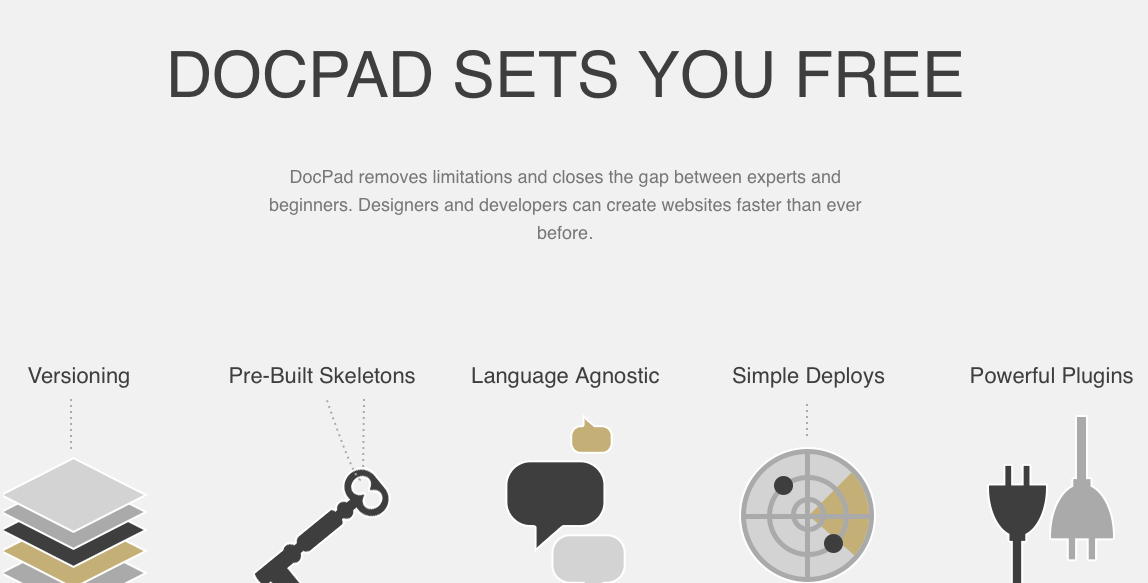 DOCPAD SETS YOU FREE
DocPad removes limitations and closes the gap between experts and
beginners. Designers and developers can create websites faster than ever
before.
Versioning
Pre-Built Skeletons
Language Agnostic
Simple Deploys
Powerful Plugins